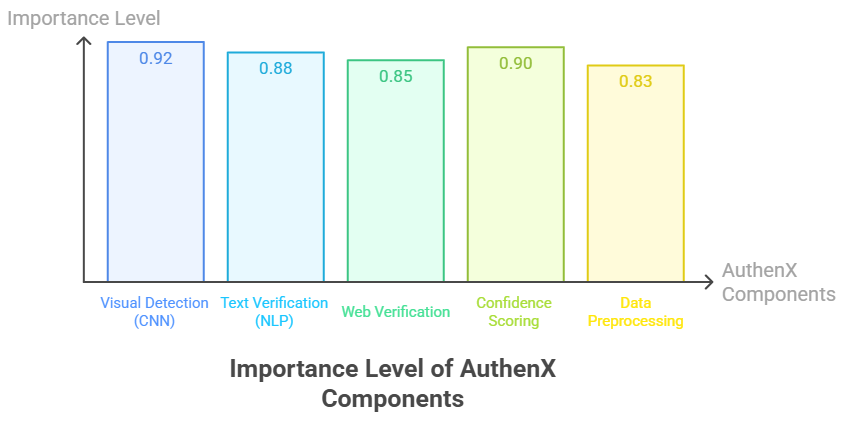 Importance Level
0.92
0.88
0.85
0.90
0.83
AuthenX
Components
Visual Detection
(CNN)
Text Verification
(NLP)
Web Verification
Confidence
Scoring
Data
Preprocessing
Importance Level of AuthenX
Components